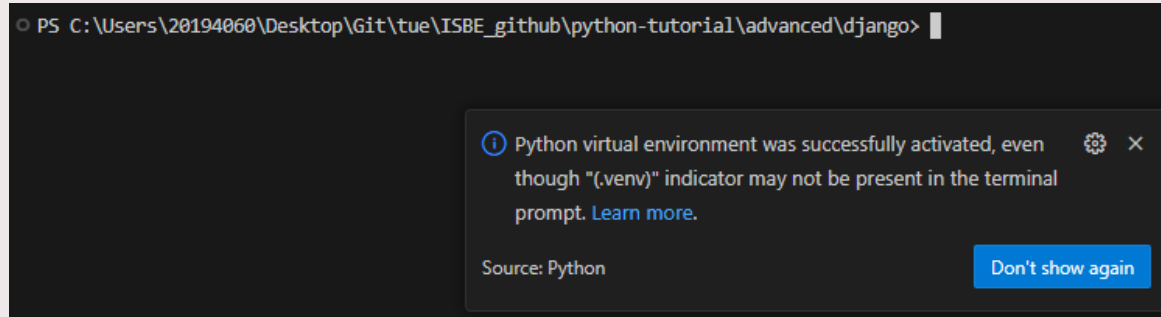 PS C:\Users\20194060\Desktop\Git\tue\ISBE_github\python-tutorial\advanced\django>
Python virtual environment was successfully activated, even
though "(.venv)" indicator may not be present in the terminal
prompt. Learn more.
Source: Python
Don't show again